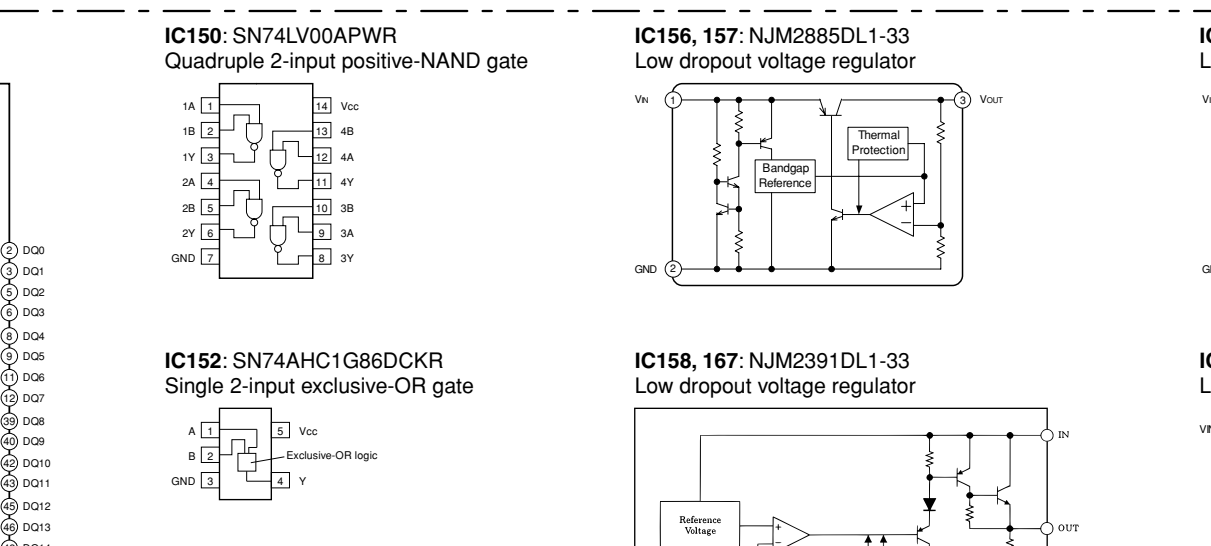 2 DQ0
3 DQ1
5 DQ2
6 DQ3
8 DQ4
9 DQ5
11 DQ6
12 DQ7
39 DQ8
40 DQ9
42 DQ10
43 DQ11
45 DQ12
46 DQ13
IC150: SN74LV00APWR
Quadruple 2-input positive-NAND gate
1A 1 14 Vcc
1B 2 13 4B
1Y 3 12 4A
2A 4 11 4Y
2B 5 10 3B
2Y 6 9 3A
GND 7 8 3Y
IC152: SN74AHC1G86DCKR
Single 2-input exclusive-OR gate
A 1 5 Vcc
B 2 Exclusive-OR logic
GND 3 4 Y
IC156, 157: NJM2885DL1-33
Low dropout voltage regulator
VIN 1 3 VOUT
Thermal
Protection
Bandgap
Reference
+
−
GND 2
IC158, 167: NJM2391DL1-33
Low dropout voltage regulator
IN
Reference
Voltage
+
−
OUT